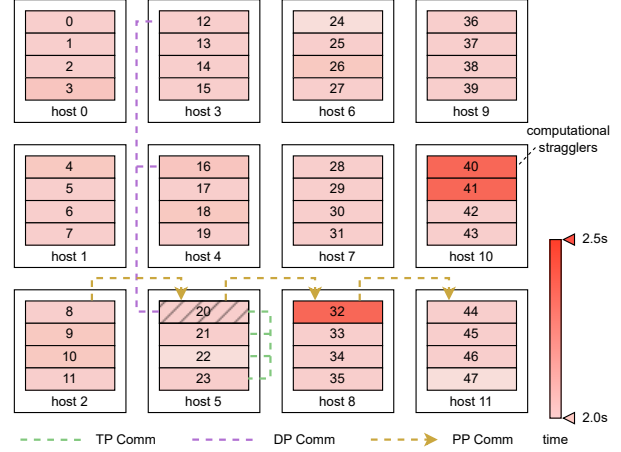 0
1
2
3
host 0
12
13
14
15
host 3
24
25
26
27
host 6
36
37
38
39
host 9
computational
stragglers
4
5
6
7
host 1
16
17
18
19
host 4
28
29
30
31
host 7
40
41
42
43
host 10
8
9
10
11
host 2
20
21
22
23
host 5
32
33
34
35
host 8
44
45
46
47
host 11
2.5s
2.0s
TP Comm
DP Comm
PP Comm
time